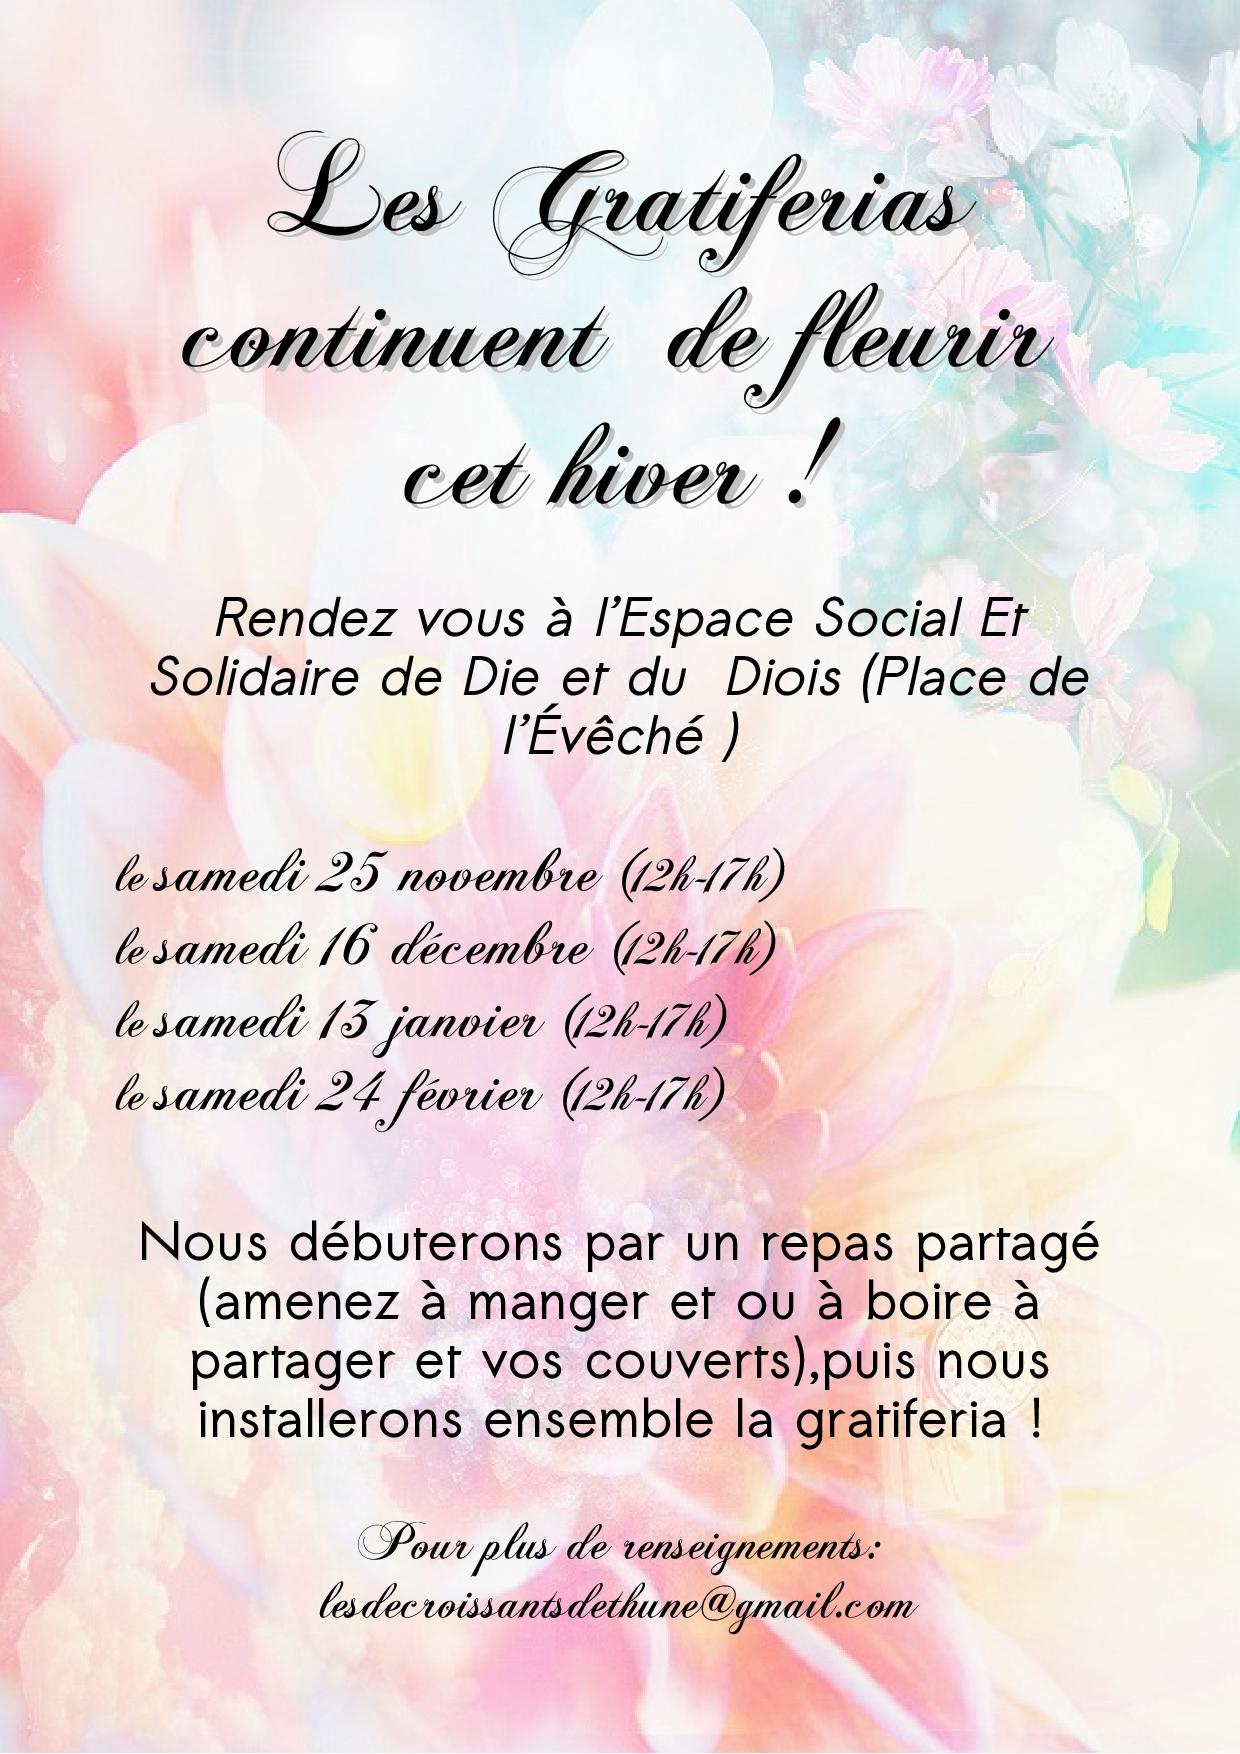 Les Gratiferias
continuent de fleurir
cet hiver !
Rendez vous à l'Espace Social Et
Solidaire de Die et du Diois (Place de
l'Évêché )
le samedi 25 novembre (12h-17h)
le samedi 16 décembre (12h-17h)
le samedi 13 janvier (12h-17h)
le samedi 24 février (12h-17h)
Nous débuterons par un repas partagé
(amenez à manger et ou à boire à
partager et vos couverts),puis nous
installerons ensemble la gratiferia !
Pour plus de renseignements:
lesdecroissantsdethune@gmail.com